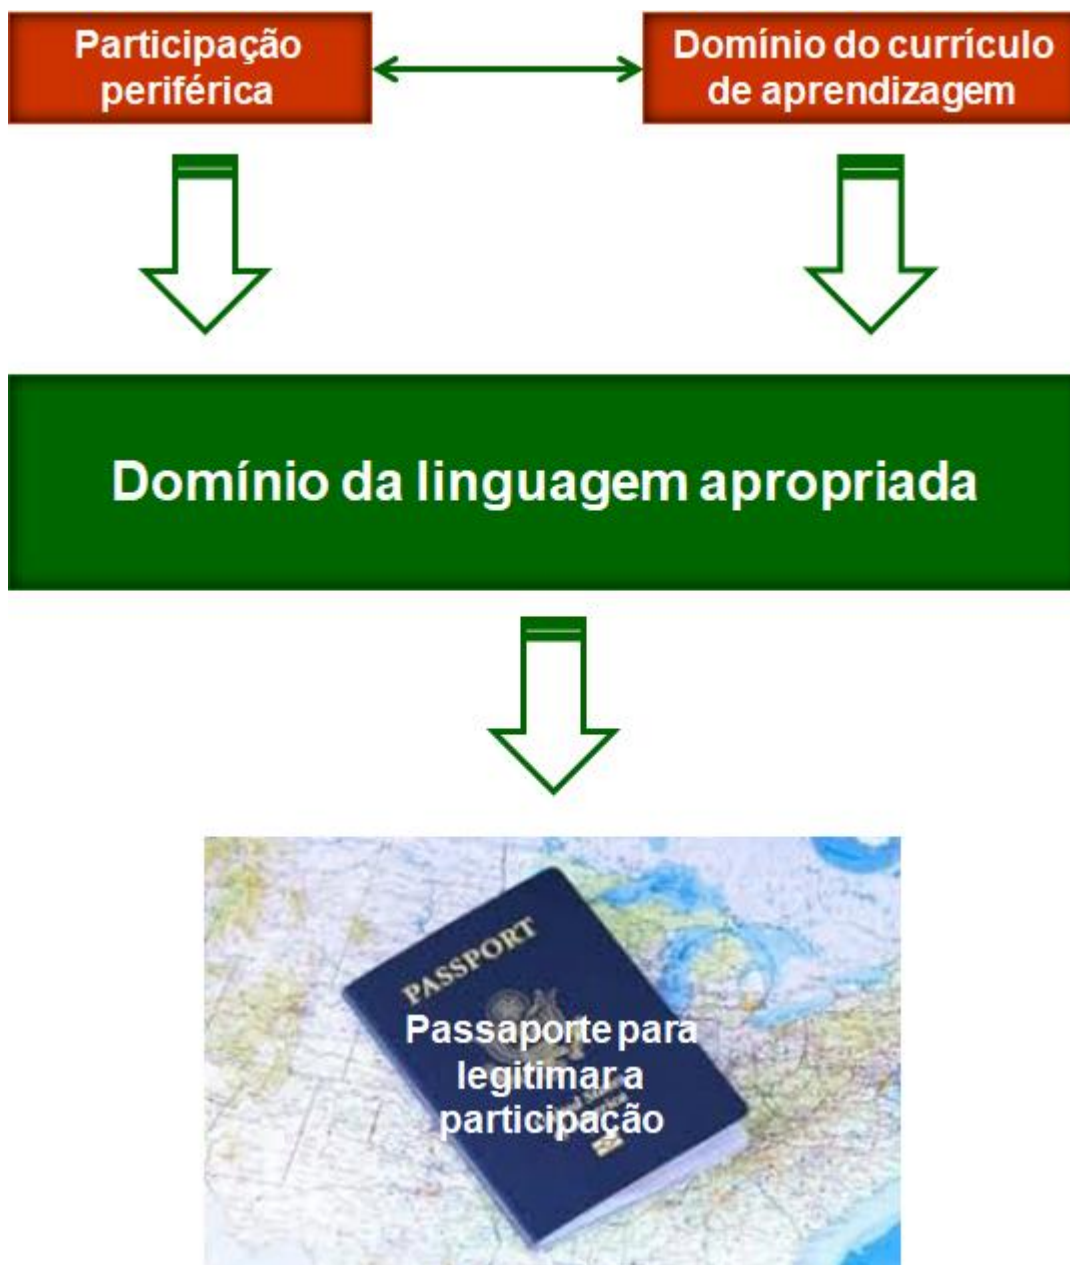 Participação
periférica
Domínio do currículo
de aprendizagem
Domínio da linguagem apropriada
PASSPORT
Passaporte para
legitimar a
participação